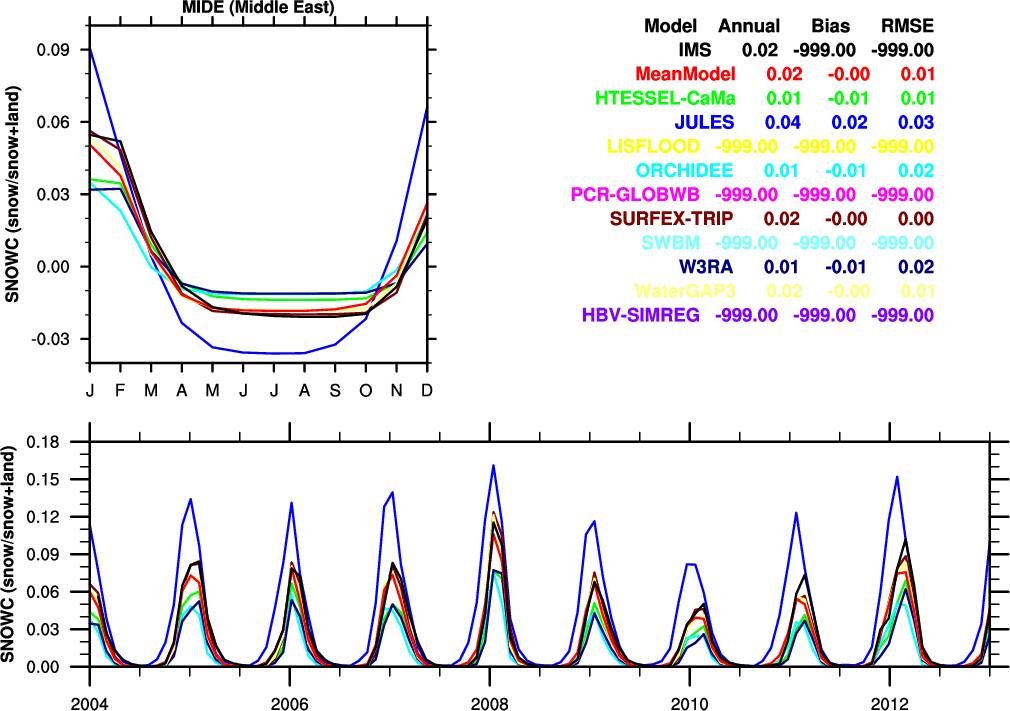 MIDE (Middle East)
SNOWC (snow/snow+land)
0.09
0.06
0.03
0.00
-0.03
J F M A M J J A S O N D
Model Annual Bias RMSE
IMS 0.02 -999.00 -999.00
MeanModel 0.02 -0.00 0.01
HTESSEL-CaMa 0.01 -0.01 0.01
JULES 0.04 0.02 0.03
LISFLOOD -999.00 -999.00 -999.00
ORCHIDEE 0.01 -0.01 0.02
PCR-GLOBWB -999.00 -999.00 -999.00
SURFEX-TRIP 0.02 -0.00 0.00
SWBM -999.00 -999.00 -999.00
W3RA 0.01 -0.01 0.02
WaterGAP3 0.02 -0.00 0.01
HBV-SIMREG -999.00 -999.00 -999.00
SNOWC (snow/snow+land)
0.18
0.15
0.12
0.09
0.06
0.03
0.00
2004 2006 2008 2010 2012